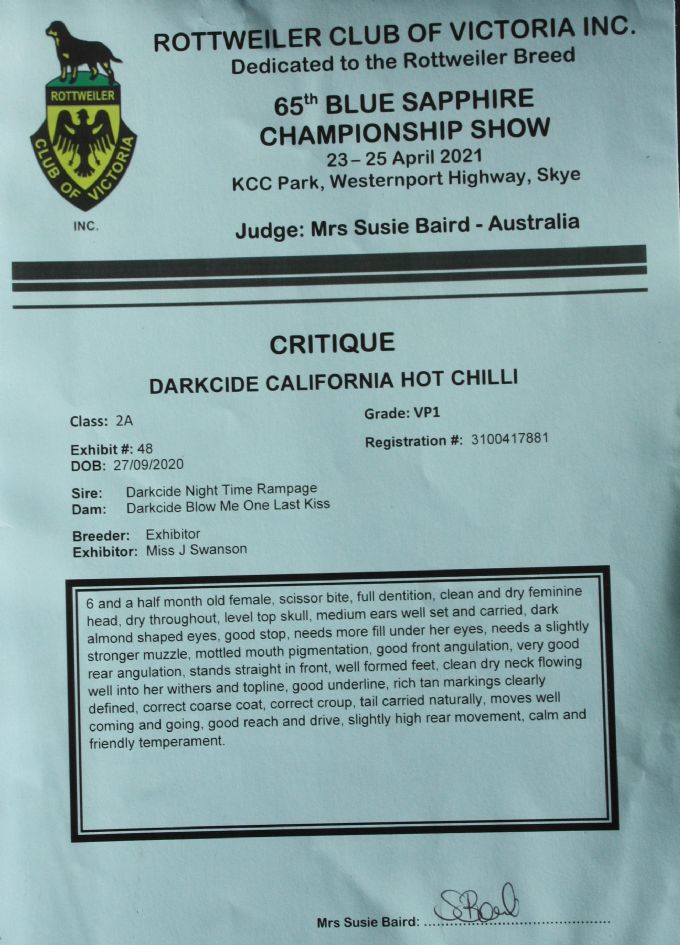 ROTTWEILER CLUB OF VICTORIA INC.
Dedicated to the Rottweiler Breed
65th BLUE SAPPHIRE
CHAMPIONSHIP SHOW
23 – 25 April 2021
KCC Park, Westernport Highway, Skye
Judge: Mrs Susie Baird - Australia
ROTTWEILER
CLUB OF VICTORIA
INC.
CRITIQUE
DARKCIDE CALIFORNIA HOT CHILLI
Class: 2A
Grade: VP1
Exhibit #: 48
Registration #: 3100417881
DOB: 27/09/2020
Sire: Darkcide Night Time Rampage
Dam: Darkcide Blow Me One Last Kiss
Breeder: Exhibitor
Exhibitor: Miss J Swanson
6 and a half month old female, scissor bite, full dentition, clean and dry feminine
head, dry throughout, level top skull, medium ears well set and carried, dark
almond shaped eyes, good stop, needs more fill under her eyes, needs a slightly
stronger muzzle, mottled mouth pigmentation, good front angulation, very good
rear angulation, stands straight in front, well formed feet, clean dry neck flowing
well into her withers and topline, good underline, rich tan markings clearly
defined, correct coarse coat, correct croup, tail carried naturally, moves well
coming and going, good reach and drive, slightly high rear movement, calm and
friendly temperament.
Mrs Susie Baird: